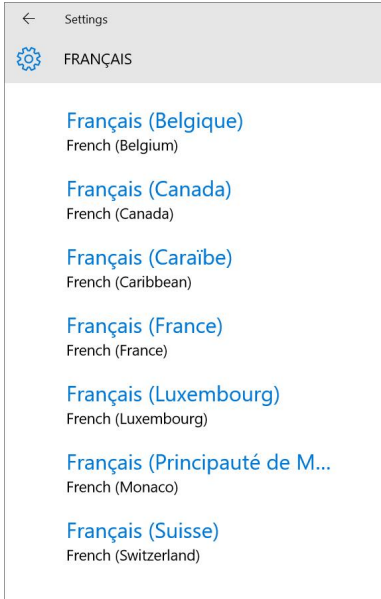 Settings
FRANÇAIS
Français (Belgique)
French (Belgium)
Français (Canada)
French (Canada)
Français (Caraïbe)
French (Caribbean)
Français (France)
French (France)
Français (Luxembourg)
French (Luxembourg)
Français (Principauté de M...
French (Monaco)
Français (Suisse)
French (Switzerland)